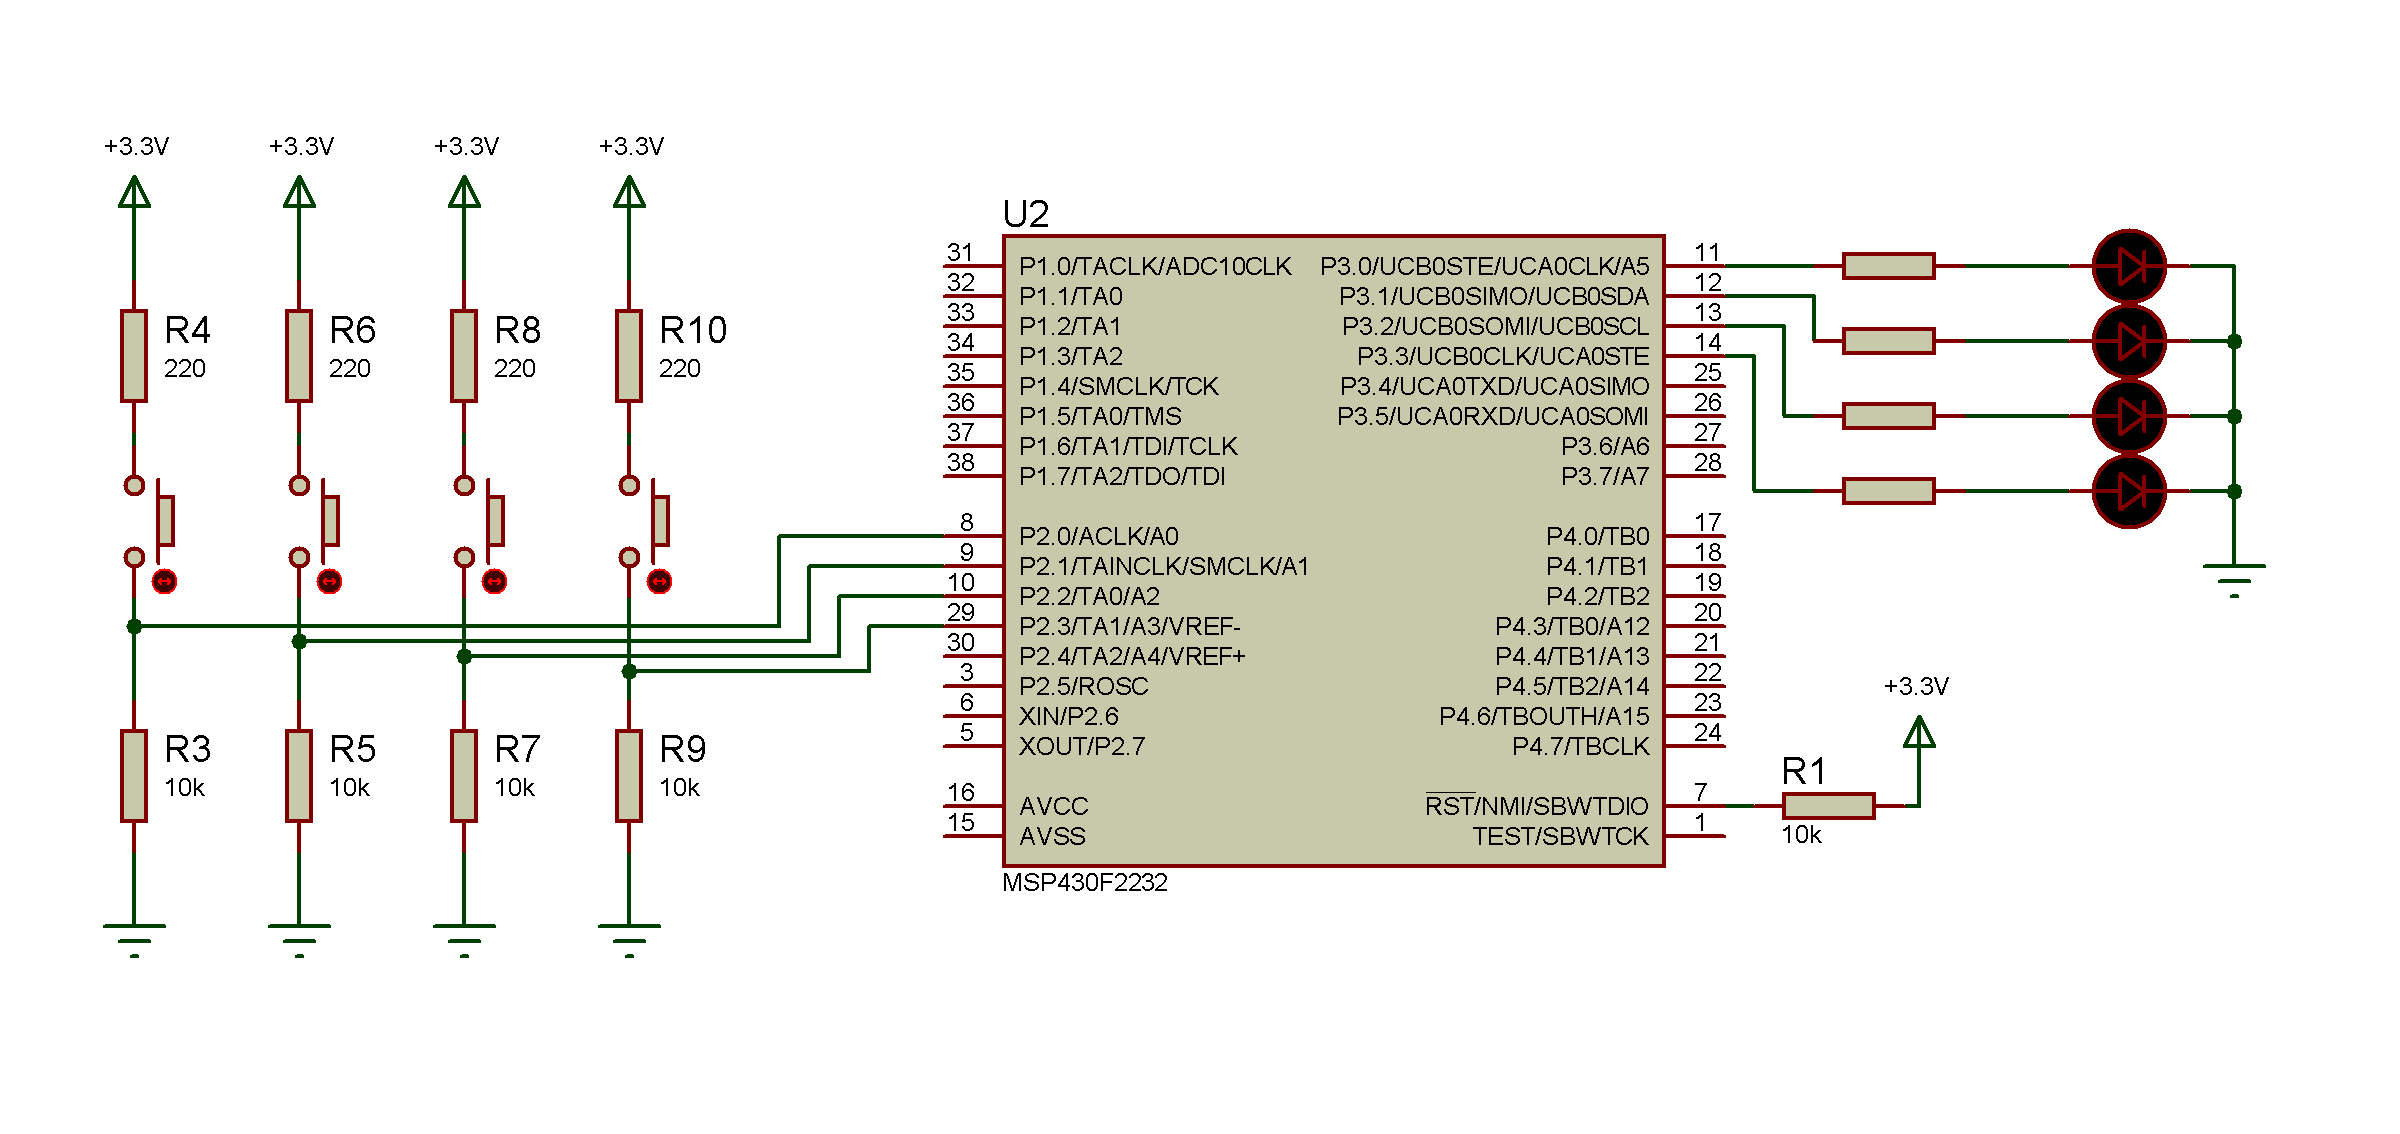 +3.3V +3.3V +3.3V +3.3V
R4 R6 R8 R10
220 220 220 220
R3 R5 R7 R9
10k 10k 10k 10k
U2
31 P1.0/TACLK/ADC10CLK P3.0/UCB0STE/UCA0CLK/A5 11
32 P1.1/TA0 P3.1/UCB0SIMO/UCB0SDA 12
33 P1.2/TA1 P3.2/UCB0SOMI/UCB0SCL 13
34 P1.3/TA2 P3.3/UCB0CLK/UCA0STE 14
35 P1.4/SMCLK/TCK P3.4/UCA0TXD/UCA0SIMO 25
36 P1.5/TA0/TMS P3.5/UCA0RXD/UCA0SOMI 26
37 P1.6/TA1/TDI/TCLK P3.6/A6 27
38 P1.7/TA2/TDO/TDI P3.7/A7 28
8 P2.0/ACLK/A0 P4.0/TB0 17
9 P2.1/TAINCLK/SMCLK/A1 P4.1/TB1 18
10 P2.2/TA0/A2 P4.2/TB2 19
29 P2.3/TA1/A3/VREF- P4.3/TB0/A12 20
30 P2.4/TA2/A4/VREF+ P4.4/TB1/A13 21
3 P2.5/ROSC P4.5/TB2/A14 22
6 XIN/P2.6 P4.6/TBOUTH/A15 23
5 XOUT/P2.7 P4.7/TBCLK 24
16 AVCC RST/NMI/SBWTDIO 7
15 AVSS TEST/SBWTCK 1
MSP430F2232
+3.3V
R1
10k